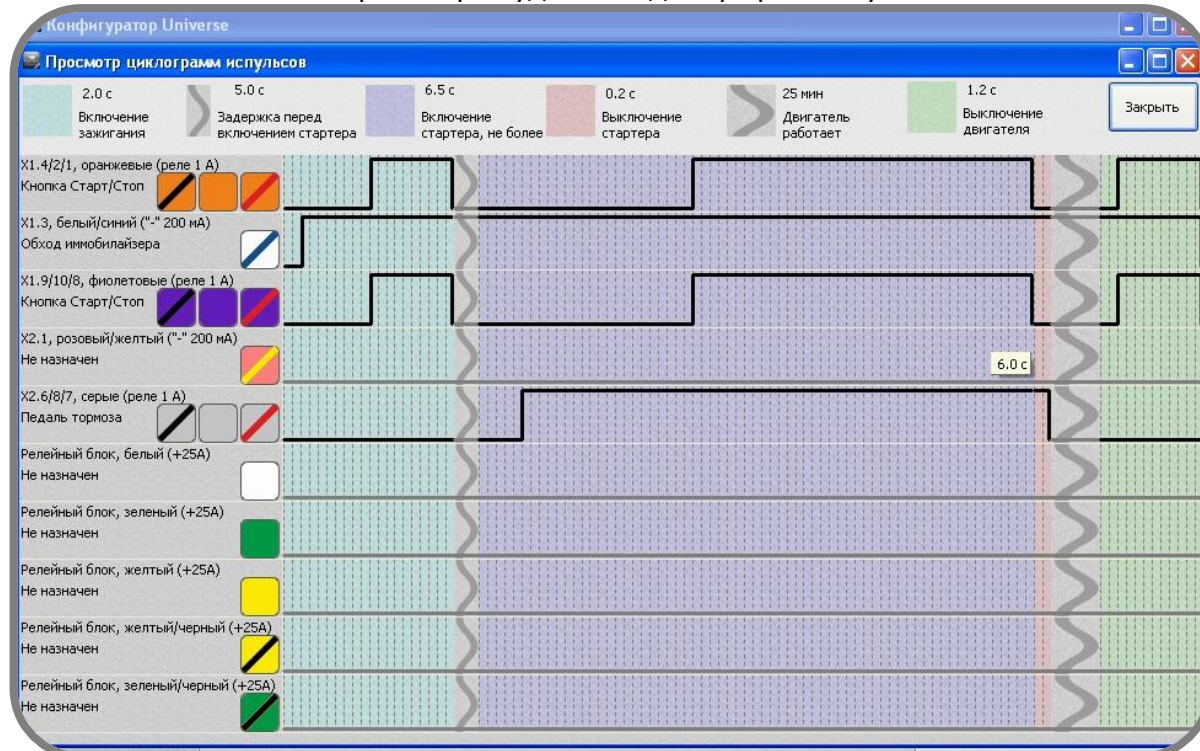 Конфигуратор Universe
Просмотр циклограмм испульсов
2.0 с
Включение
зажигания
5.0 с
Задержка перед
включением стартера
6.5 с
Включение
стартера, не более
0.2 с
Выключение
стартера
25 мин
Двигатель
работает
1.2 с
Выключение
двигателя
Закрыть
X1.4/2/1, оранжевые (реле 1 А)
Кнопка Старт/Стоп
X1.3, белый/синий ("-" 200 мА)
Обход иммобилайзера
X1.9/10/8, фиолетовые (реле 1 А)
Кнопка Старт/Стоп
X2.1, розовый/желтый ("-" 200 мА)
Не назначен
6.0 с
X2.6/8/7, серые (реле 1 А)
Педаль тормоза
Релейный блок, белый (+25А)
Не назначен
Релейный блок, зеленый (+25А)
Не назначен
Релейный блок, желтый (+25А)
Не назначен
Релейный блок, желтый/черный (+25А)
Не назначен
Релейный блок, зеленый/черный (+25А)
Не назначен